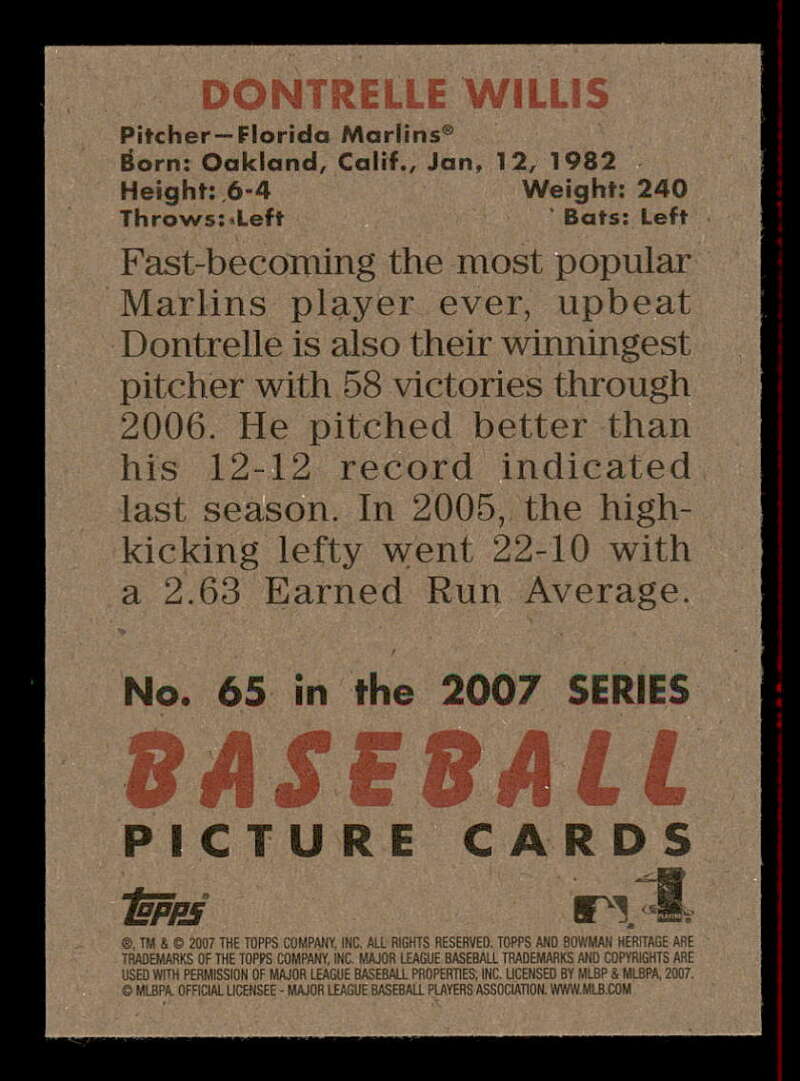 DONTRELLE WILLIS
Pitcher—Florida Marlins®
Born: Oakland, Calif., Jan, 12, 1982
Height: 6-4 Weight: 240
Throws: Left Bats: Left
Fast-becoming the most popular
Marlins player ever, upbeat
Dontrelle is also their winningest
pitcher with 58 victories through
2006. He pitched better than
his 12-12 record indicated
last season. In 2005, the high-
kicking lefty went 22-10 with
a 2.63 Earned Run Average.
No. 65 in the 2007 SERIES
BASEBALL
PICTURE CARDS
topps
®, TM & © 2007 THE TOPPS COMPANY, INC. ALL RIGHTS RESERVED. TOPPS AND BOWMAN HERITAGE ARE
TRADEMARKS OF THE TOPPS COMPANY, INC. MAJOR LEAGUE BASEBALL TRADEMARKS AND COPYRIGHTS ARE
USED WITH PERMISSION OF MAJOR LEAGUE BASEBALL PROPERTIES, INC. LICENSED BY MLBP & MLBPA, 2007.
© MLBPA. OFFICIAL LICENSEE - MAJOR LEAGUE BASEBALL PLAYERS ASSOCIATION. WWW.MLB.COM